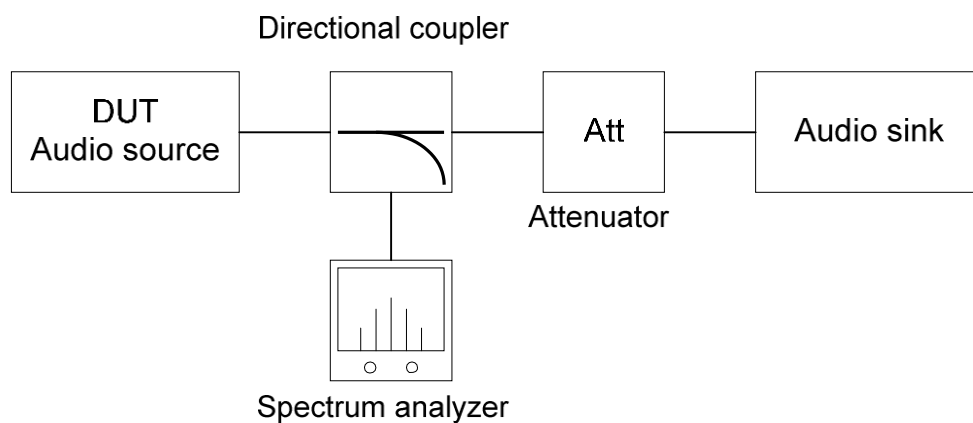 Directional coupler
DUT
Audio source
Att
Audio sink
Attenuator
Spectrum analyzer